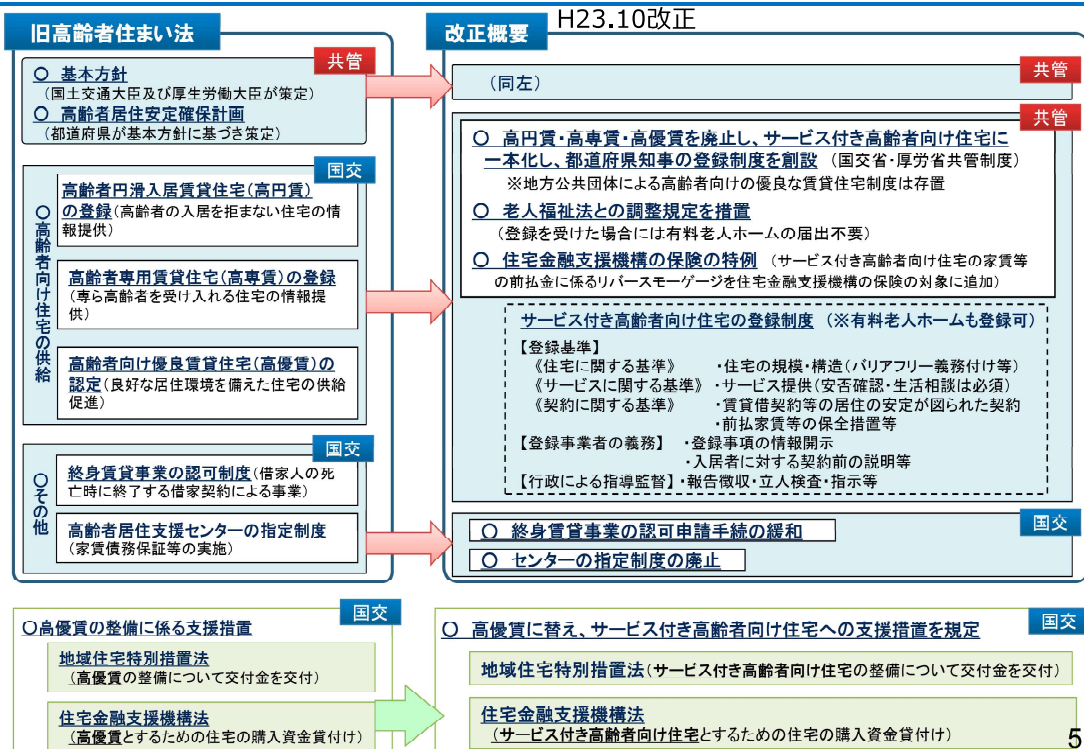 H23.10改正
旧高齢者住まい法
共管
○ 基本方針
(国土交通大臣及び厚生労働大臣が策定)
○ 高齢者居住安定確保計画
(都道府県が基本方針に基づき策定)
国交
○高齢者向け住宅の供給
高齢者円滑入居賃貸住宅(高円賃)
の登録(高齢者の入居を拒まない住宅の情
報提供)
高齢者専用賃貸住宅(高専賃)の登録
(専ら高齢者を受け入れる住宅の情報提
供)
高齢者向け優良賃貸住宅(高優賃)の
認定(良好な居住環境を備えた住宅の供給
促進)
国交
○その他
終身賃貸事業の認可制度(借家人の死
亡時に終了する借家契約による事業)
高齢者居住支援センターの指定制度
(家賃債務保証等の実施)
改正概要
共管
(同左)
共管
○ 高円賃・高専賃・高優賃を廃止し、サービス付き高齢者向け住宅に
一本化し、都道府県知事の登録制度を創設 (国交省・厚労省共管制度)
※地方公共団体による高齢者向けの優良な賃貸住宅制度は存置
○ 老人福祉法との調整規定を措置
(登録を受けた場合には有料老人ホームの届出不要)
○ 住宅金融支援機構の保険の特例 (サービス付き高齢者向け住宅の家賃等
の前払金に係るリバースモーゲージを住宅金融支援機構の保険の対象に追加)
サービス付き高齢者向け住宅の登録制度 (※有料老人ホームも登録可)
【登録基準】
《住宅に関する基準》 ・住宅の規模・構造(バリアフリー義務付け等)
《サービスに関する基準》 ・サービス提供(安否確認・生活相談は必須)
《契約に関する基準》 ・賃貸借契約等の居住の安定が図られた契約
・前払家賃等の保全措置等
【登録事業者の義務】 ・登録事項の情報開示
・入居者に対する契約前の説明等
【行政による指導監督】・報告徴収・立入検査・指示等
国交
○ 終身賃貸事業の認可申請手続の緩和
○ センターの指定制度の廃止
国交
○高優賃の整備に係る支援措置
地域住宅特別措置法
(高優賃の整備について交付金を交付)
住宅金融支援機構法
(高優賃とするための住宅の購入資金貸付け)
国交
○ 高優賃に替え、サービス付き高齢者向け住宅への支援措置を規定
地域住宅特別措置法(サービス付き高齢者向け住宅の整備について交付金を交付)
住宅金融支援機構法
(サービス付き高齢者向け住宅とするための住宅の購入資金貸付け)
5